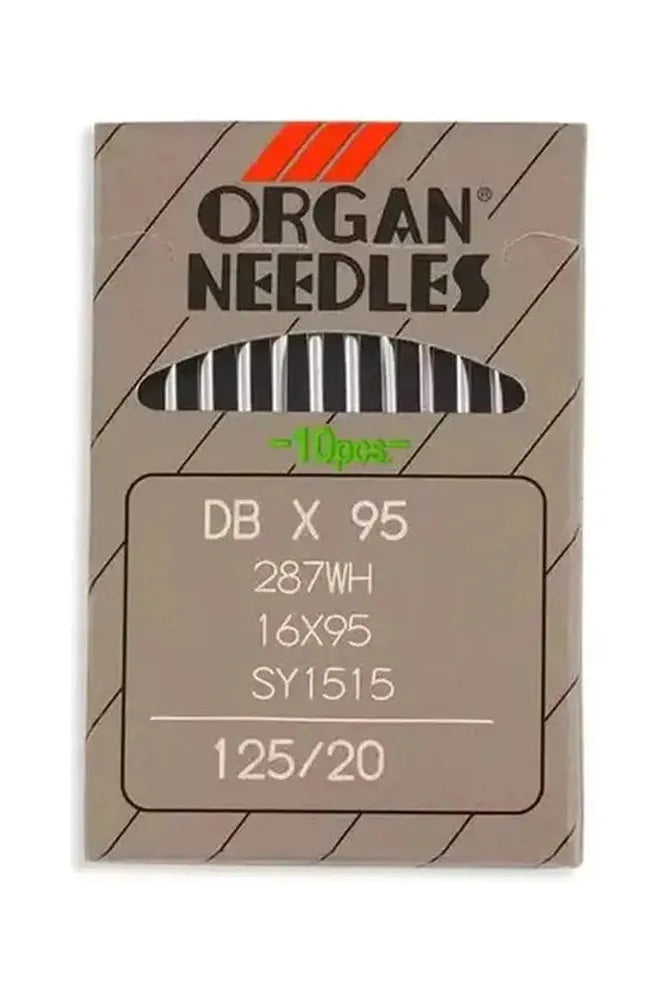 ORGAN®
NEEDLES
-10pcs.-
DB X 95
287WH
16X95
SY1515
125/20